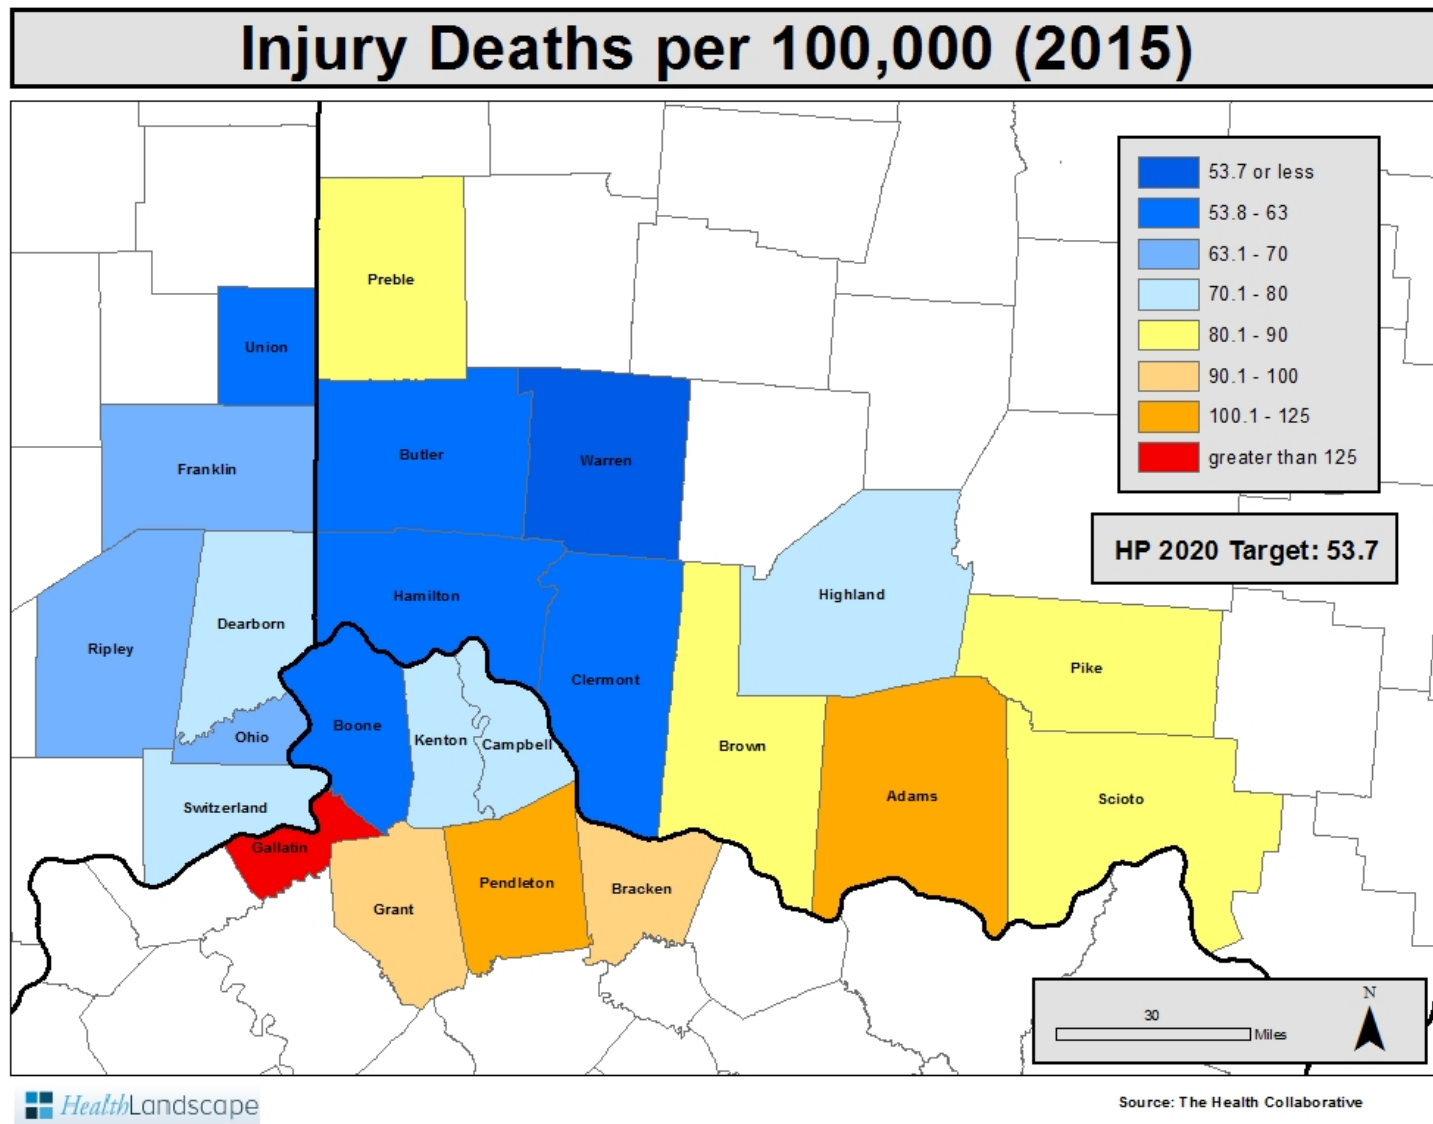 Injury Deaths per 100,000 (2015)
53.7 or less
53.8 - 63
63.1 - 70
70.1 - 80
80.1 - 90
90.1 - 100
100.1 - 125
greater than 125
HP 2020 Target: 53.7
Preble
Union
Franklin
Butler
Warren
Hamilton
Highland
Dearborn
Ripley
Pike
Clermont
Boone
Ohio
Kenton
Campbell
Brown
Adams
Scioto
Switzerland
Gallatin
Pendleton
Bracken
Grant
N
30
Miles
HealthLandscape
Source: The Health Collaborative